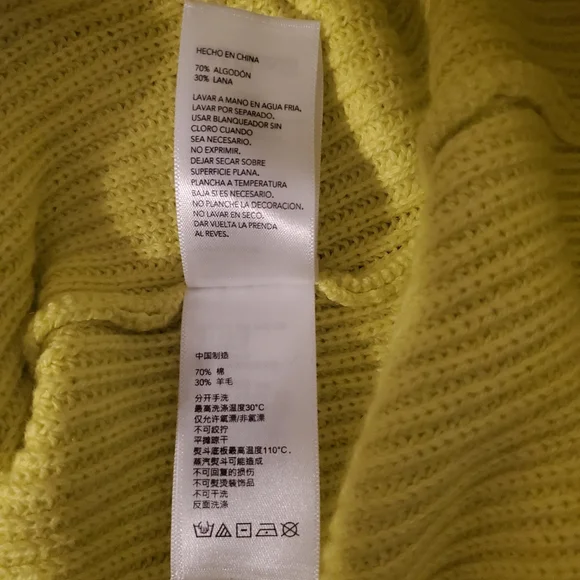 HECHO EN CHINA
70% ALGODÓN
30% LANA
LAVAR A MANO EN AGUA FRIA.
LAVAR POR SEPARADO.
USAR BLANQUEADOR SIN
CLORO CUANDO
SEA NECESARIO.
NO EXPRIMIR.
DEJAR SECAR SOBRE
SUPERFICIE PLANA.
PLANCHA A TEMPERATURA
BAJA SI ES NECESARIO.
NO PLANCHE LA DECORACION.
NO LAVAR EN SECO.
DAR VUELTA LA PRENDA
AL REVES.
中国制造
70% 棉
30% 羊毛
分开手洗
最高洗涤温度30°C
仅允许氧漂/非氯漂
不可拧绞
平摊晾干
熨斗底板最高温度110°C,
蒸汽熨斗可能造成
不可回复的损伤
不可熨烫装饰品
不可干洗
反面洗涤